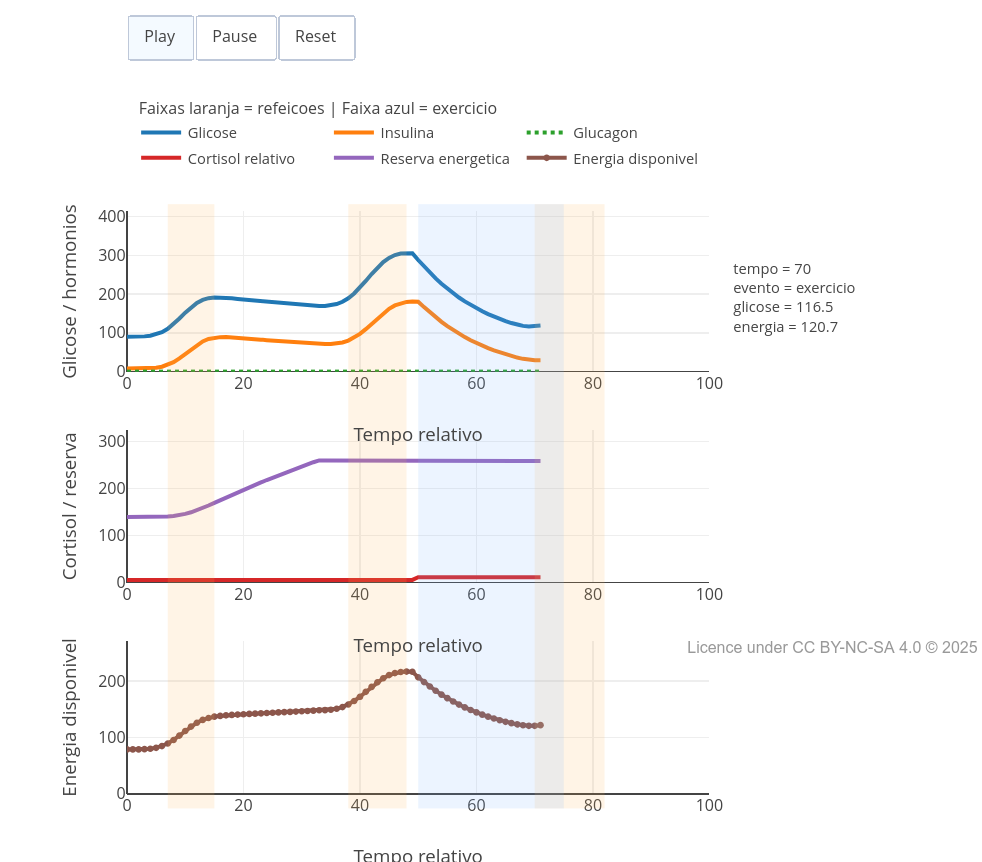 Play Pause Reset
Faixas laranja = refeicoes | Faixa azul = exercicio
Glicose Insulina Glucagon
Cortisol relativo Reserva energetica Energia disponivel
Glicose / hormonios
400
300
200
100
0
0 20 40 60 80 100
Tempo relativo
tempo = 70
evento = exercicio
glicose = 116.5
energia = 120.7
Cortisol / reserva
300
200
100
0
0 20 40 60 80 100
Tempo relativo
Licence under CC BY-NC-SA 4.0 © 2025
Energia disponivel
200
100
0
0 20 40 60 80 100
Tempo relativo